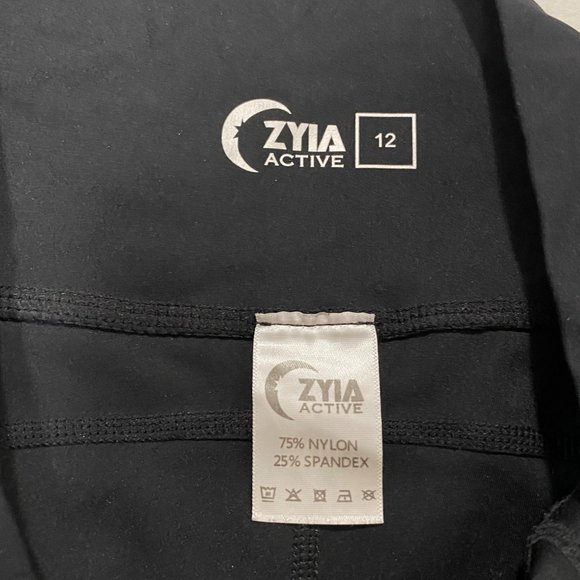 ZYIA
ACTIVE
12
ZYIA
ACTIVE
75% NYLON
25% SPANDEX